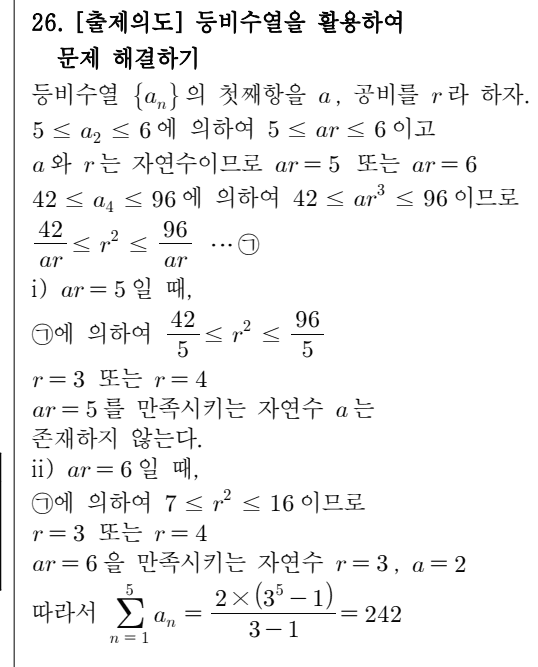 26. [출제의도] 등비수열을 활용하여
문제 해결하기
등비수열 {aₙ}의 첫째항을 a, 공비를 r라 하자.
5 ≤ a₂ ≤ 6에 의하여 5 ≤ ar ≤ 6이고
a와 r는 자연수이므로 ar = 5 또는 ar = 6
42 ≤ a₄ ≤ 96에 의하여 42 ≤ ar³ ≤ 96이므로
42/ar ≤ r² ≤ 96/ar ⋯㉠
i) ar = 5일 때,
㉠에 의하여 42/5 ≤ r² ≤ 96/5
r = 3 또는 r = 4
ar = 5를 만족시키는 자연수 a는
존재하지 않는다.
ii) ar = 6일 때,
㉠에 의하여 7 ≤ r² ≤ 16이므로
r = 3 또는 r = 4
ar = 6을 만족시키는 자연수 r = 3, a = 2
따라서 ∑_{n=1}^{5} aₙ = 2×(3⁵−1)/(3−1) = 242